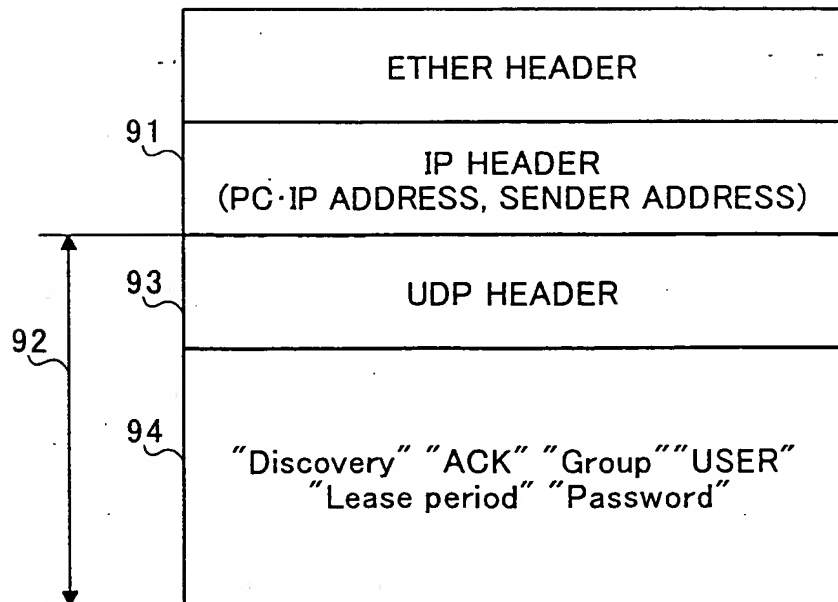 ETHER HEADER
91
IP HEADER
(PC·IP ADDRESS, SENDER ADDRESS)
93
UDP HEADER
92
94
"Discovery" "ACK" "Group""USER"
"Lease period" "Password"